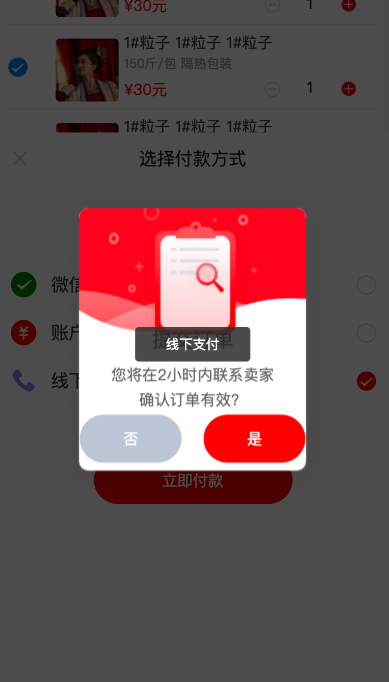 ¥30元
1
1#粒子 1#粒子 1#粒子
150斤/包 隔热包装
¥30元
1
1#粒子 1#粒子 1#粒子
选择付款方式
微信
账户
线下
线下支付
您将在2小时内联系卖家
确认订单有效?
否
是
立即付款